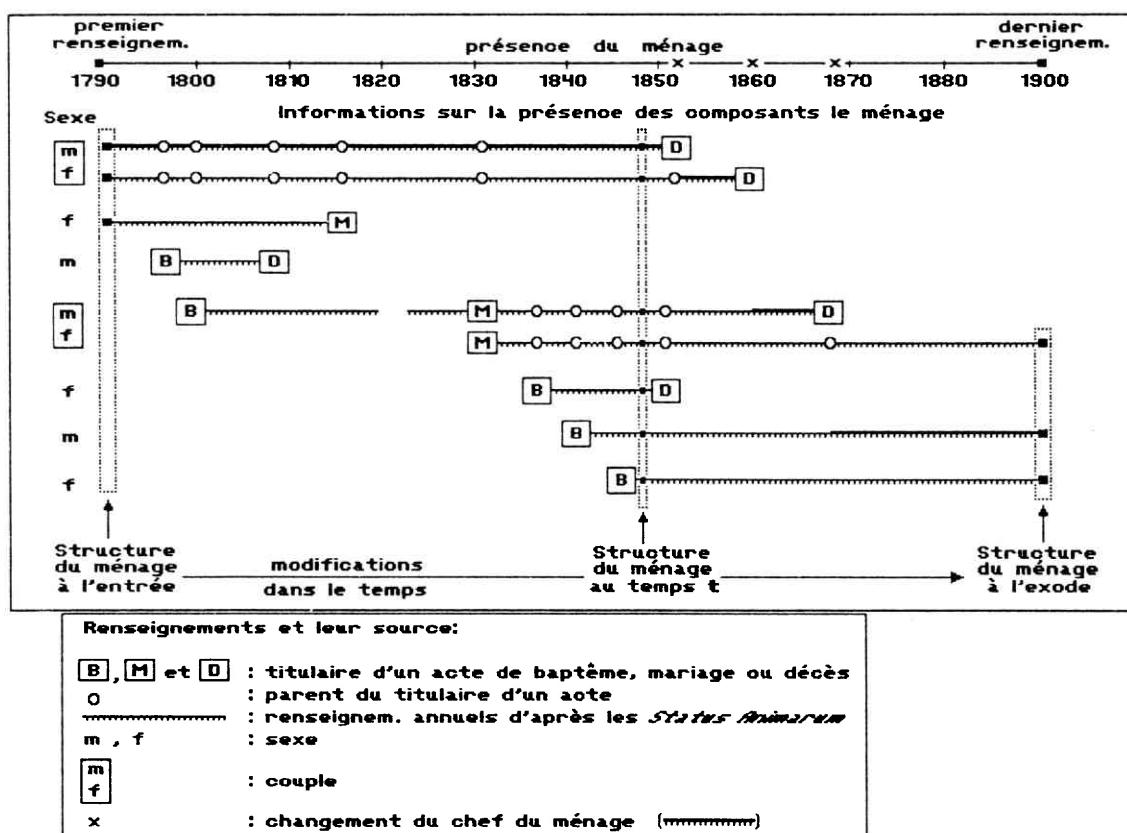 premier
renseignem.
présence du ménage
dernier
renseignem.
1790 1800 1810 1820 1830 1840 1850 1860 1870 1880 1900
Sexe
Informations sur la présence des composants le ménage
m D
f D
f M
m B D
m B M D
f M
f B D
m B
f B
Structure
du ménage
à l'entrée
modifications
dans le temps
Structure
du ménage
au temps t
Structure
du ménage
à l'exode
Renseignements et leur source:
B, M et D : titulaire d'un acte de baptême, mariage ou décès
o : parent du titulaire d'un acte
: renseignem. annuels d'après les Status Animarum
m , f : sexe
m
f : couple
x : changement du chef du ménage ( )